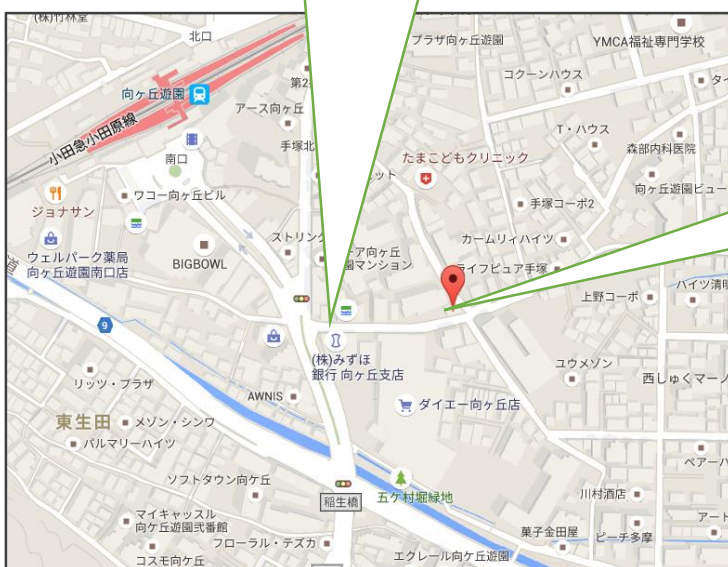 (株)竹林堂
北口
プラザ向ヶ丘遊園
YMCA福祉専門学校
コクーンハウス
第2
向ヶ丘遊園
アース向ヶ丘
小田急小田原線
手塚北
T・ハウス
南口
たまこどもクリニック
森部内科医院
ット
向ヶ丘遊園ビュー
ワコー向ヶ丘ビル
ジョナサン
手塚コーポ2
ストリング
カームリィハイツ
ウェルパーク薬局
向ヶ丘遊園南口店
BIGBOWL
ア向ヶ丘
園マンション
ライフピュア手塚
道
ハイツ清明
上野コーポ
9
(株)みずほ
銀行 向ヶ丘支店
ユウメゾン
リッツ・プラザ
西しゅくマーノ
AWNIS
ダイエー向ヶ丘店
東生田
メゾン・シンワ
パルマリーハイツ
ペアーハ
ソフトタウン向ケ丘
五ケ村堀緑地
稲生橋
川村酒店
マイキャッスル
向ケ丘遊園弐番館
アート
菓子金田屋
ピーチ多摩
フローラル・テズカ
コスモ向ケ丘
エクレール向ケ丘遊園